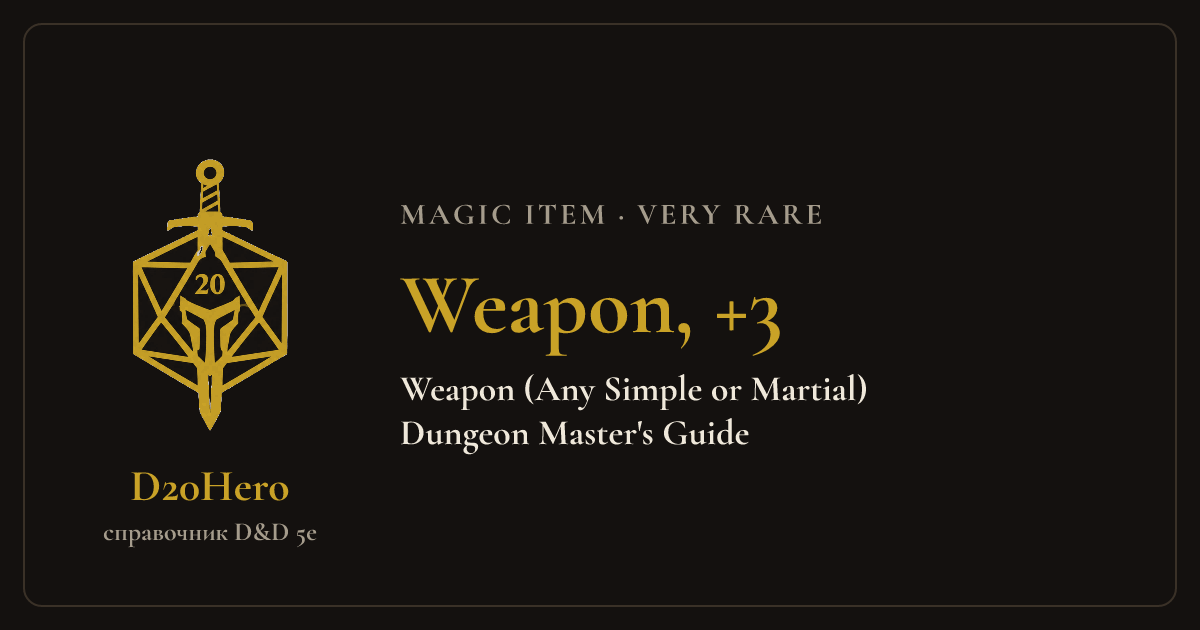 20
D20Hero
справочник D&D 5e
MAGIC ITEM · VERY RARE
Weapon, +3
Weapon (Any Simple or Martial)
Dungeon Master's Guide